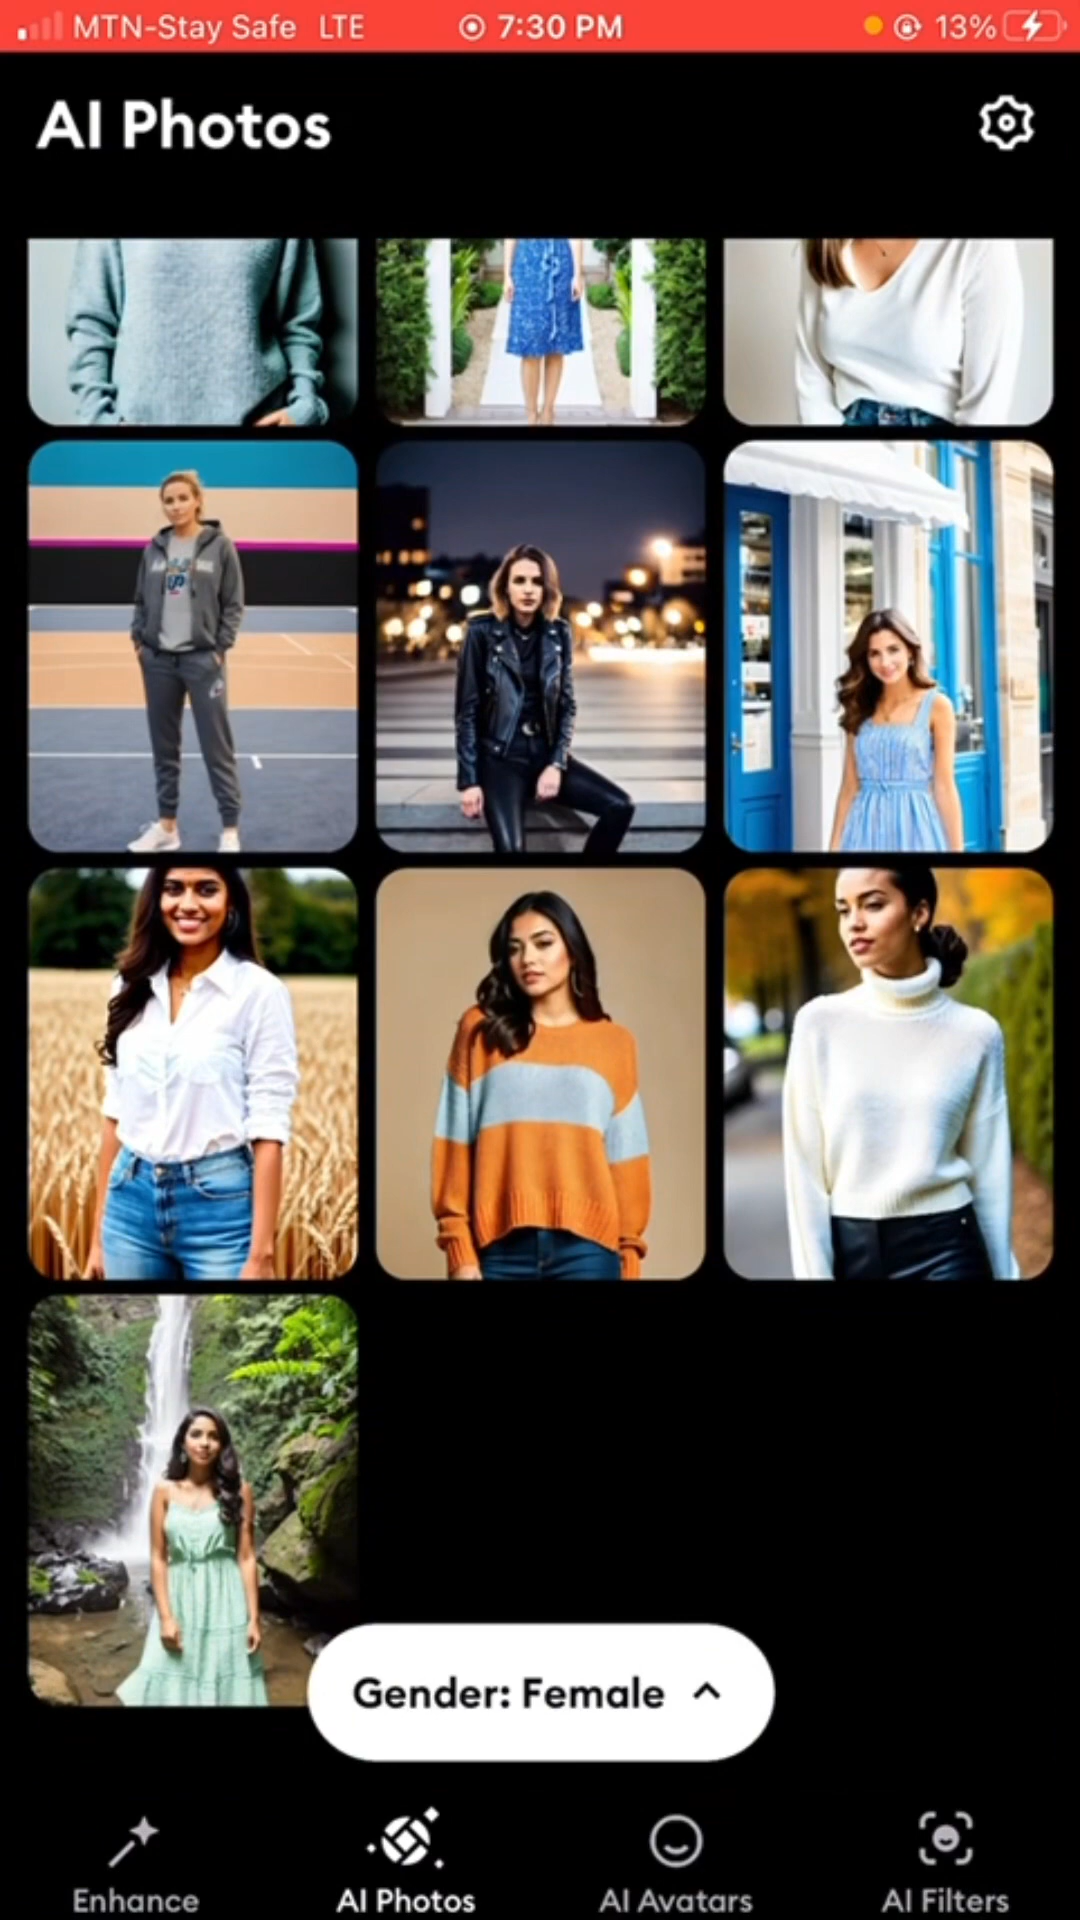 MTN-Stay Safe LTE 7:30 PM 13%
AI Photos
Gender: Female
Enhance AI Photos AI Avatars AI Filters